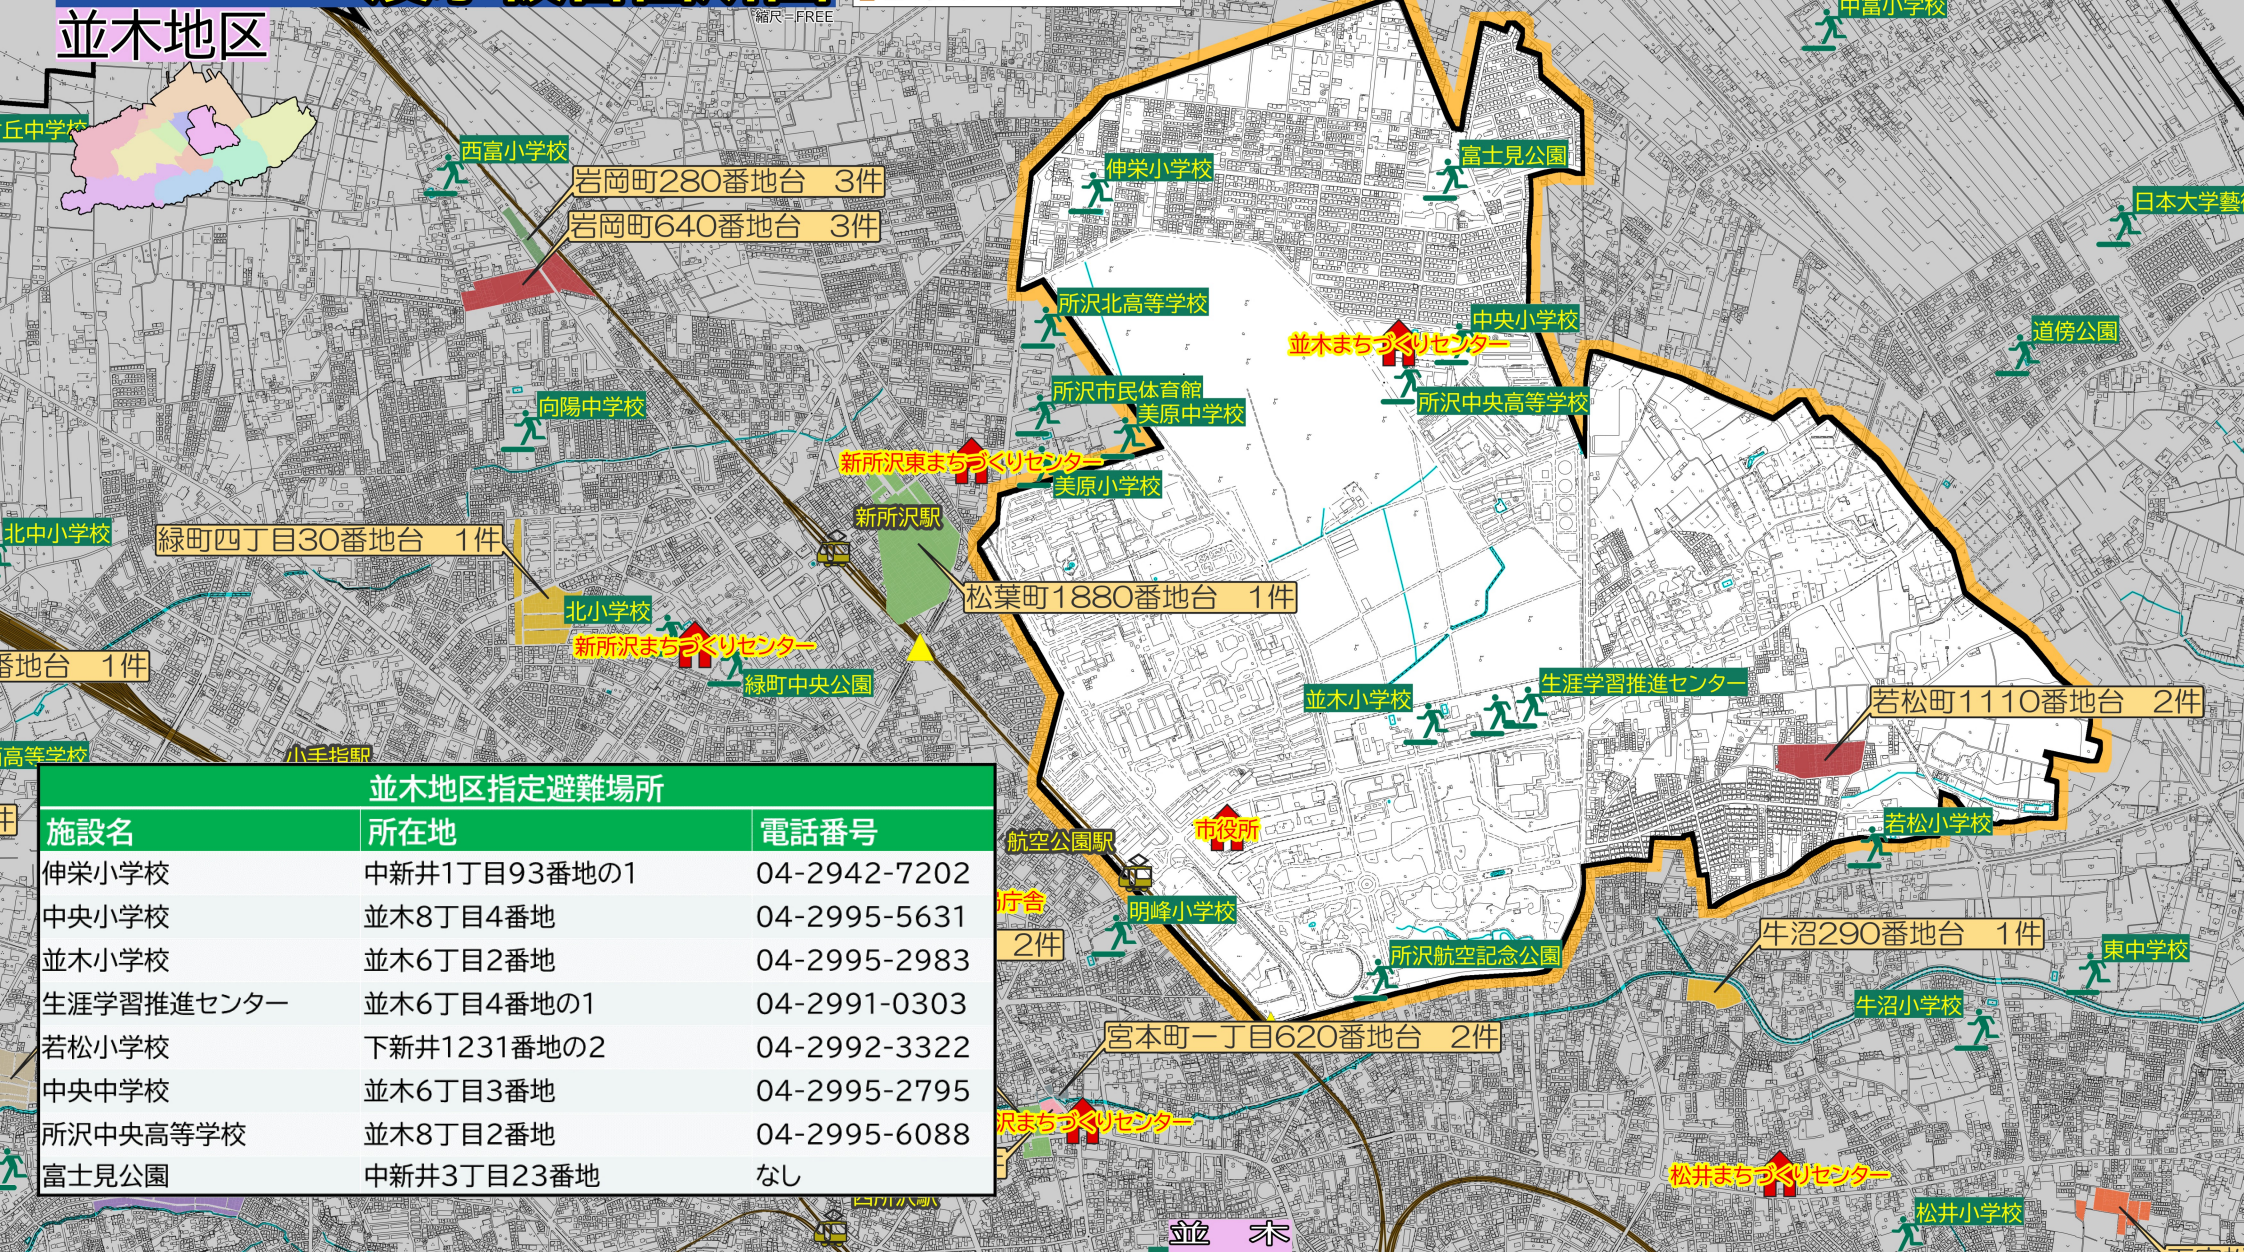 縮尺＝FREE
並木地区
中富小学校
丘中学校
西富小学校
岩岡町280番地台　3件
岩岡町640番地台　3件
伸栄小学校
富士見公園
日本大学藝
所沢北高等学校
中央小学校
並木まちづくりセンター
道傍公園
所沢市民体育館
美原中学校
所沢中央高等学校
向陽中学校
新所沢東まちづくりセンター
美原小学校
新所沢駅
北中小学校
緑町四丁目30番地台　1件
松葉町1880番地台　1件
北小学校
新所沢まちづくりセンター
番地台　1件
緑町中央公園
並木小学校
生涯学習推進センター
若松町1110番地台　2件
高等学校
小手指駅
市役所
若松小学校
航空公園駅
庁舎
2件
明峰小学校
所沢航空記念公園
牛沼290番地台　1件
東中学校
牛沼小学校
宮本町一丁目620番地台　2件
沢まちづくりセンター
松井まちづくりセンター
松井小学校
西所沢駅
並　木
件
並木地区指定避難場所
施設名　所在地　電話番号
伸栄小学校　中新井1丁目93番地の1　04-2942-7202
中央小学校　並木8丁目4番地　04-2995-5631
並木小学校　並木6丁目2番地　04-2995-2983
生涯学習推進センター　並木6丁目4番地の1　04-2991-0303
若松小学校　下新井1231番地の2　04-2992-3322
中央中学校　並木6丁目3番地　04-2995-2795
所沢中央高等学校　並木8丁目2番地　04-2995-6088
富士見公園　中新井3丁目23番地　なし